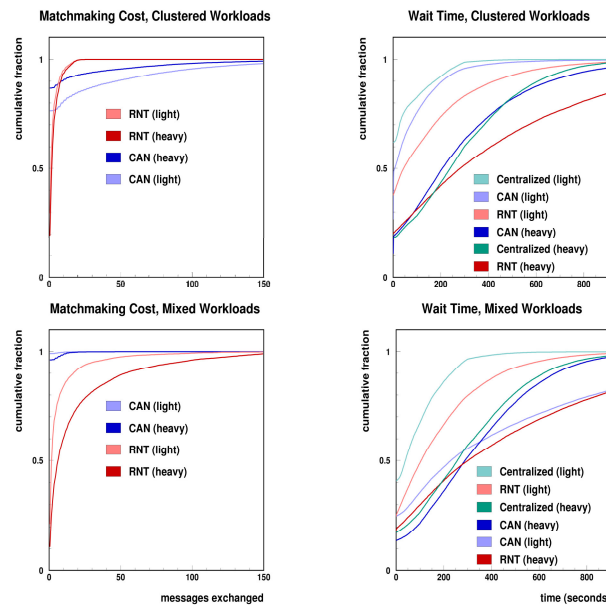 Matchmaking Cost, Clustered Workloads
cumulative fraction
1
0.5
0
0
50
100
150
RNT (light)
RNT (heavy)
CAN (heavy)
CAN (light)
Wait Time, Clustered Workloads
cumulative fraction
1
0.5
0
0
200
400
600
800
Centralized (light)
CAN (light)
RNT (light)
CAN (heavy)
Centralized (heavy)
RNT (heavy)
Matchmaking Cost, Mixed Workloads
cumulative fraction
1
0.5
0
0
50
100
150
CAN (light)
CAN (heavy)
RNT (light)
RNT (heavy)
messages exchanged
Wait Time, Mixed Workloads
cumulative fraction
1
0.5
0
0
200
400
600
800
Centralized (light)
RNT (light)
Centralized (heavy)
CAN (heavy)
CAN (light)
RNT (heavy)
time (seconds